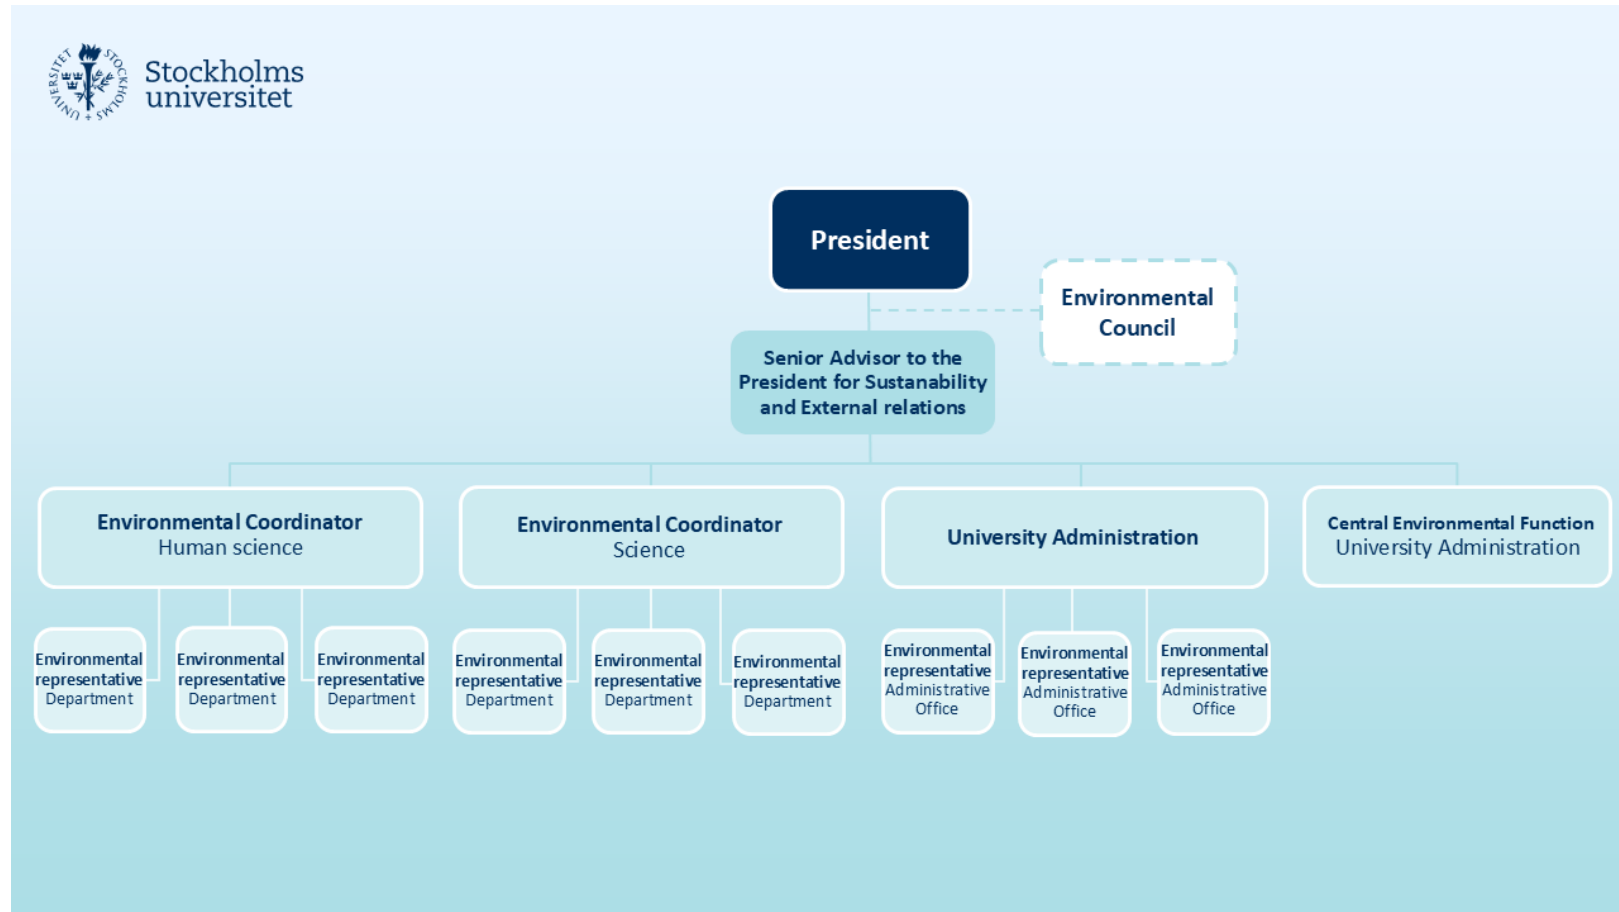 STOCKHOLMS UNIVERSITET
Stockholms
universitet
President
Environmental
Council
Senior Advisor to the
President for Sustanability
and External relations
Environmental Coordinator
Human science
Environmental Coordinator
Science
University Administration
Central Environmental Function
University Administration
Environmental
representative
Department
Environmental
representative
Department
Environmental
representative
Department
Environmental
representative
Department
Environmental
representative
Department
Environmental
representative
Department
Environmental
representative
Administrative
Office
Environmental
representative
Administrative
Office
Environmental
representative
Administrative
Office